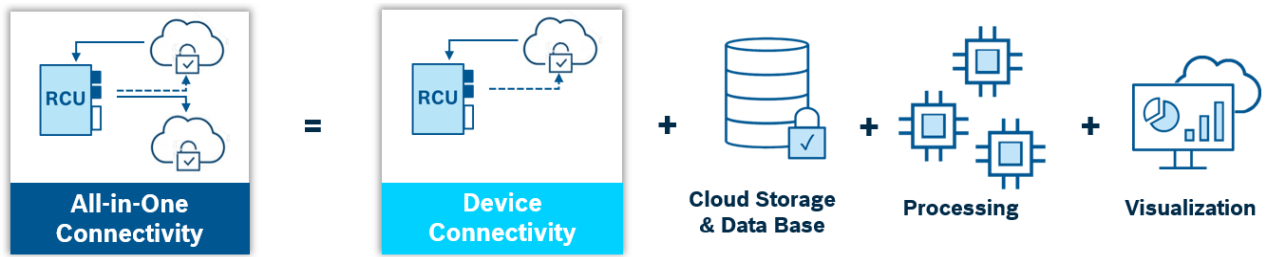 RCU
All-in-One
Connectivity
=
RCU
Device
Connectivity
+
Cloud Storage
& Data Base
+
Processing
+
Visualization